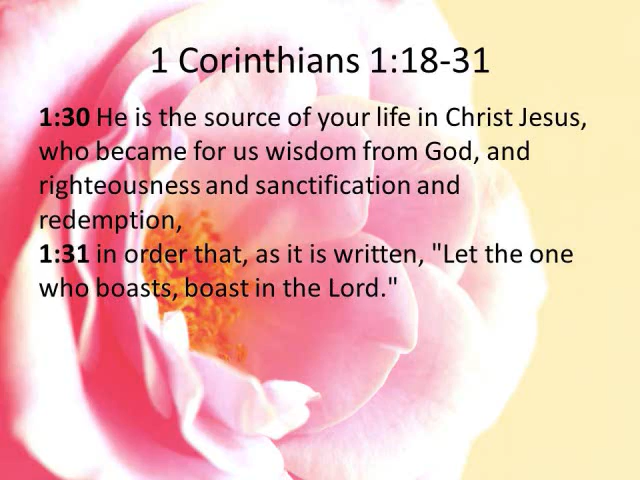 1 Corinthians 1:18-31
1:30 He is the source of your life in Christ Jesus,
who became for us wisdom from God, and
righteousness and sanctification and
redemption,
1:31 in order that, as it is written, "Let the one
who boasts, boast in the Lord."